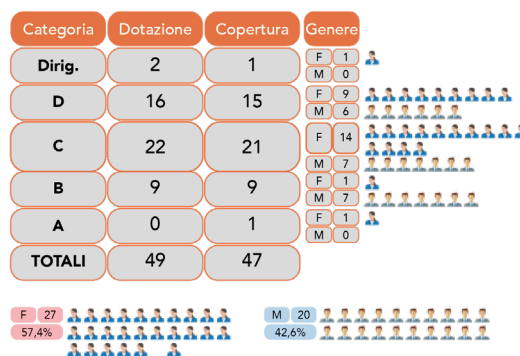 Categoria Dotazione Copertura Genere
Dirig. 2 1 F 1
M 0
D 16 15 F 9
M 6
C 22 21 F 14
M 7
B 9 9 F 1
M 7
A 0 1 F 1
M 0
TOTALI 49 47
F 27 M 20
57,4% 42,6%